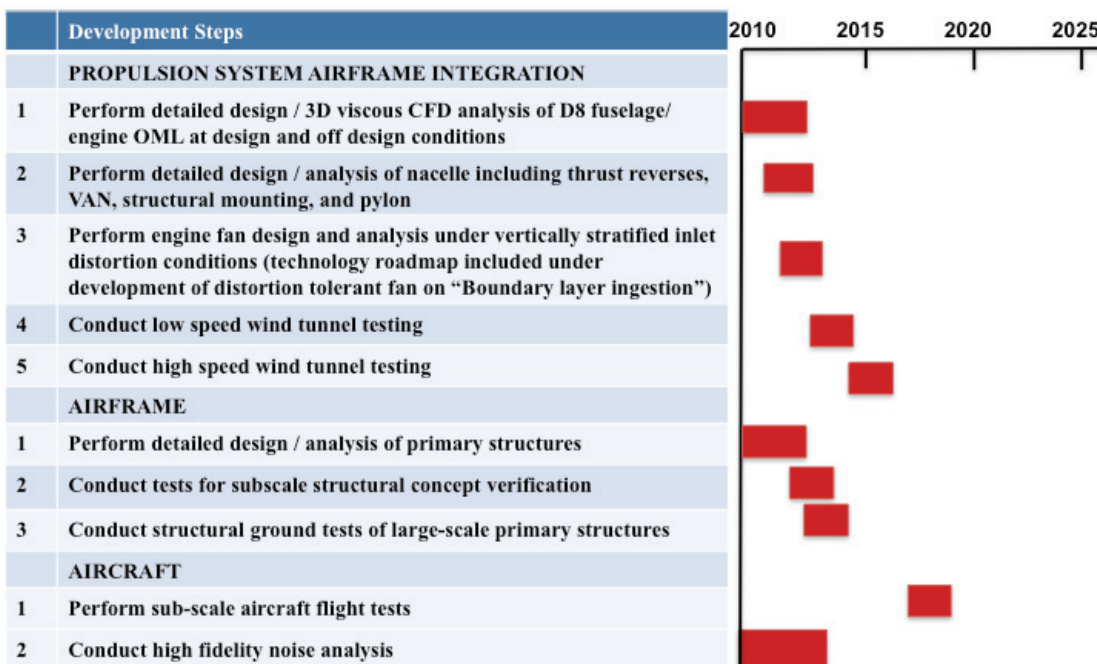 Development Steps
2010 2015 2020 2025
PROPULSION SYSTEM AIRFRAME INTEGRATION
1 Perform detailed design / 3D viscous CFD analysis of D8 fuselage/
engine OML at design and off design conditions
2 Perform detailed design / analysis of nacelle including thrust reverses,
VAN, structural mounting, and pylon
3 Perform engine fan design and analysis under vertically stratified inlet
distortion conditions (technology roadmap included under
development of distortion tolerant fan on “Boundary layer ingestion”)
4 Conduct low speed wind tunnel testing
5 Conduct high speed wind tunnel testing
AIRFRAME
1 Perform detailed design / analysis of primary structures
2 Conduct tests for subscale structural concept verification
3 Conduct structural ground tests of large-scale primary structures
AIRCRAFT
1 Perform sub-scale aircraft flight tests
2 Conduct high fidelity noise analysis